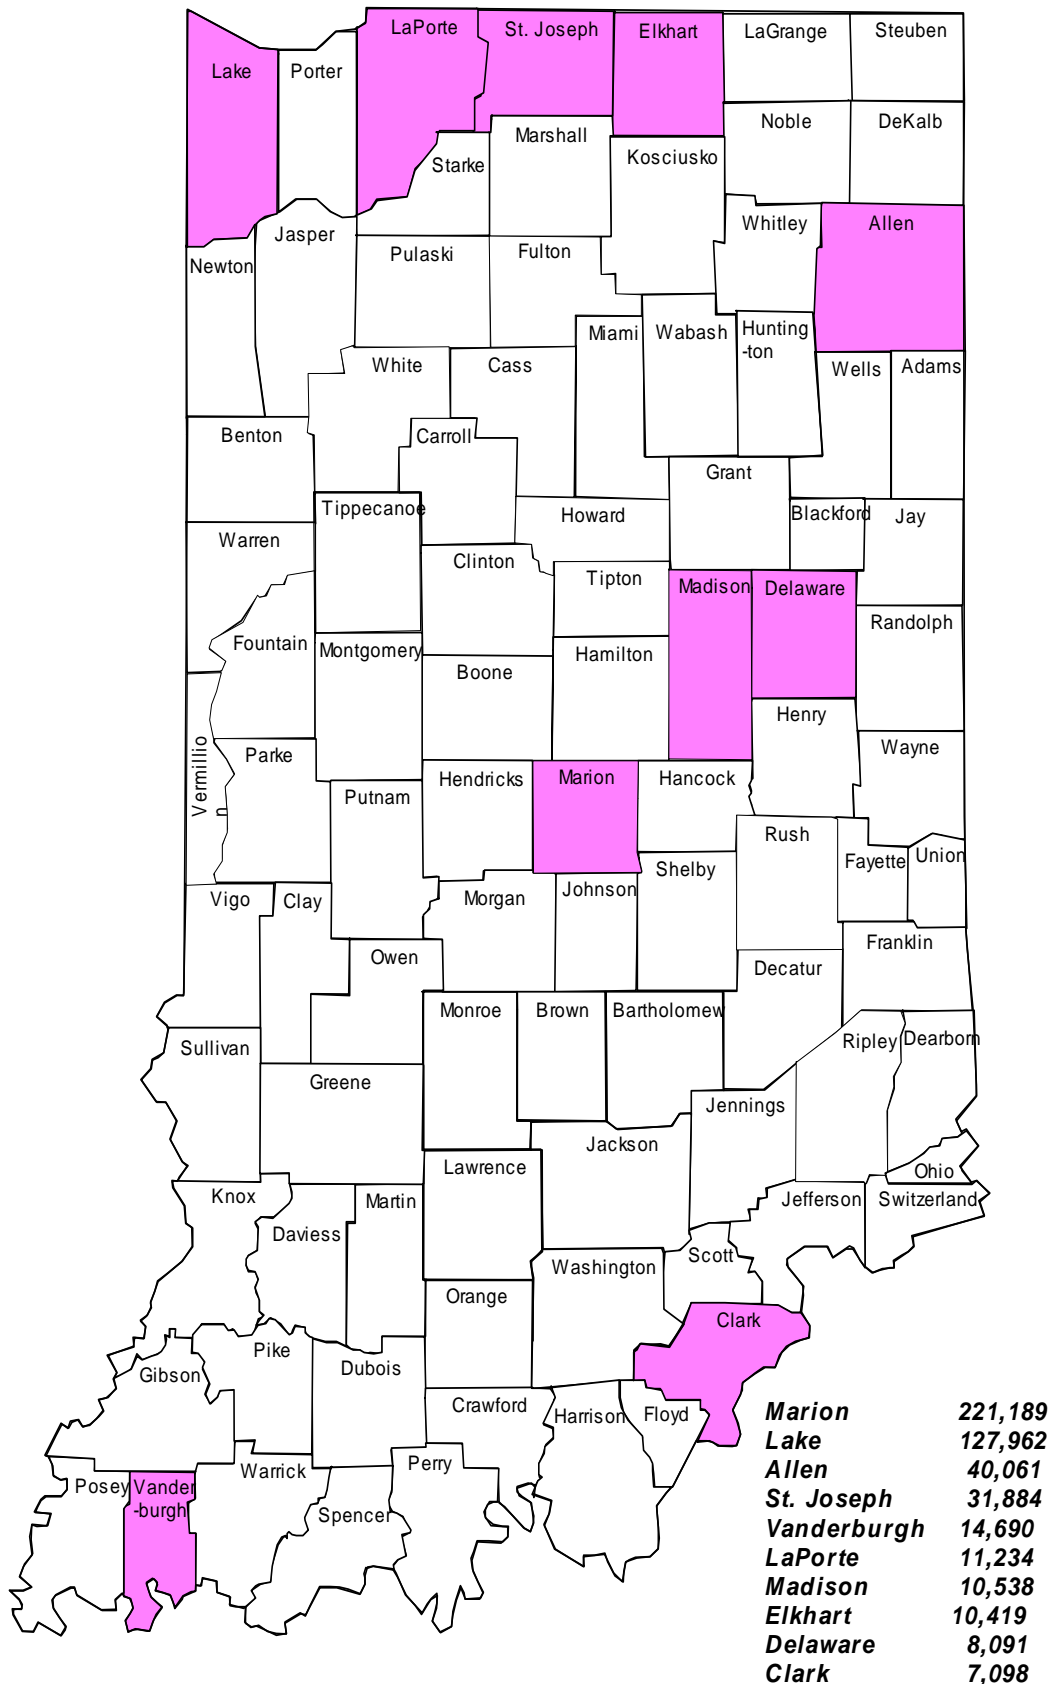 LaPorte
St. Joseph
Elkhart
LaGrange
Steuben
Lake
Porter
Noble
DeKalb
Marshall
Kosciusko
Starke
Whitley
Allen
Jasper
Pulaski
Fulton
Newton
Miami
Wabash
Hunting
-ton
White
Cass
Wells
Adams
Benton
Carroll
Grant
Tippecanoe
Howard
Blackford
Jay
Warren
Clinton
Tipton
Madison
Delaware
Randolph
Fountain
Montgomery
Hamilton
Boone
Henry
Vermillio
n
Parke
Wayne
Putnam
Hendricks
Marion
Hancock
Rush
Fayette
Union
Shelby
Vigo
Clay
Morgan
Johnson
Franklin
Owen
Decatur
Monroe
Brown
Bartholomew
Sullivan
Ripley
Dearborn
Greene
Jennings
Jackson
Lawrence
Ohio
Knox
Martin
Jefferson
Switzerland
Daviess
Scott
Washington
Orange
Clark
Pike
Gibson
Dubois
Crawford
Harrison
Floyd
Posey
Vander
-burgh
Warrick
Perry
Spencer
Marion 221,189
Lake 127,962
Allen 40,061
St. Joseph 31,884
Vanderburgh 14,690
LaPorte 11,234
Madison 10,538
Elkhart 10,419
Delaware 8,091
Clark 7,098